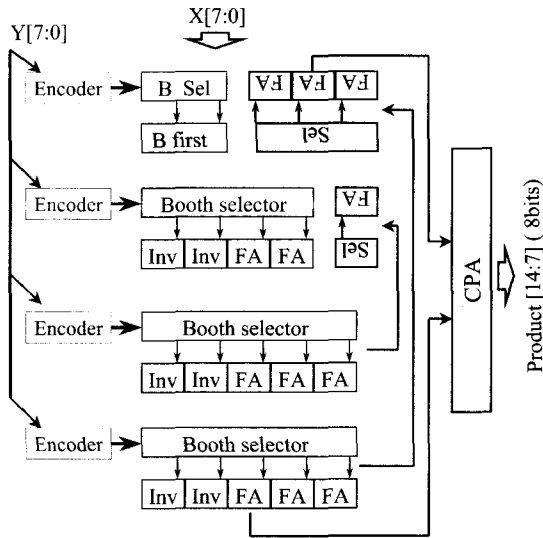 X[7:0]
Y[7:0]
Encoder
B Sel
FA FA FA
B first
Sel
Encoder
Booth selector
FA
Inv Inv FA FA
Sel
Encoder
Booth selector
Inv Inv FA FA FA
Encoder
Booth selector
Inv Inv FA FA FA
CPA
Product [14:7] ( 8bits)